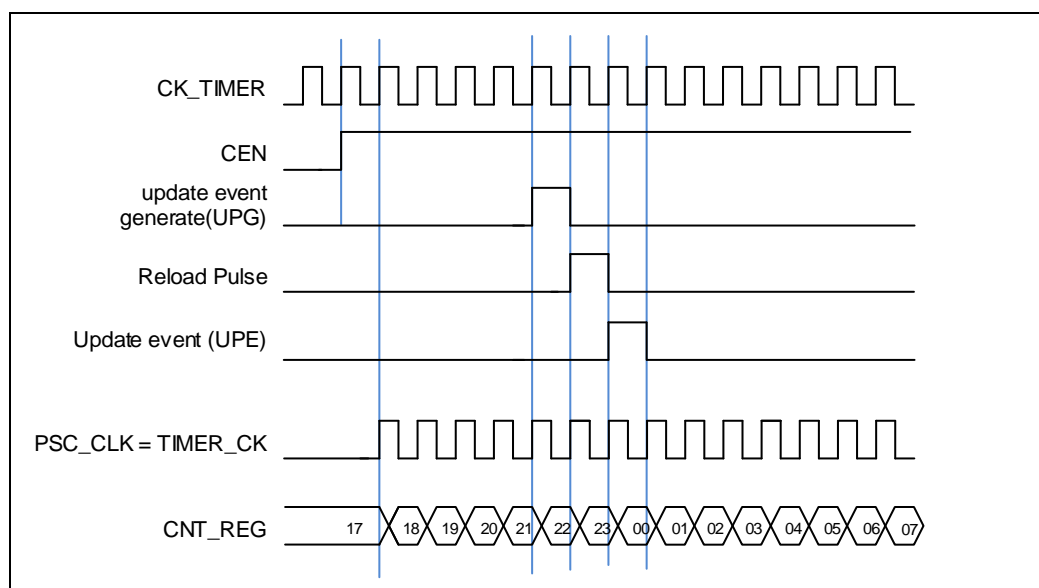 CK_TIMER
CEN
update event
generate(UPG)
Reload Pulse
Update event (UPE)
PSC_CLK = TIMER_CK
CNT_REG 17 18 19 20 21 22 23 00 01 02 03 04 05 06 07